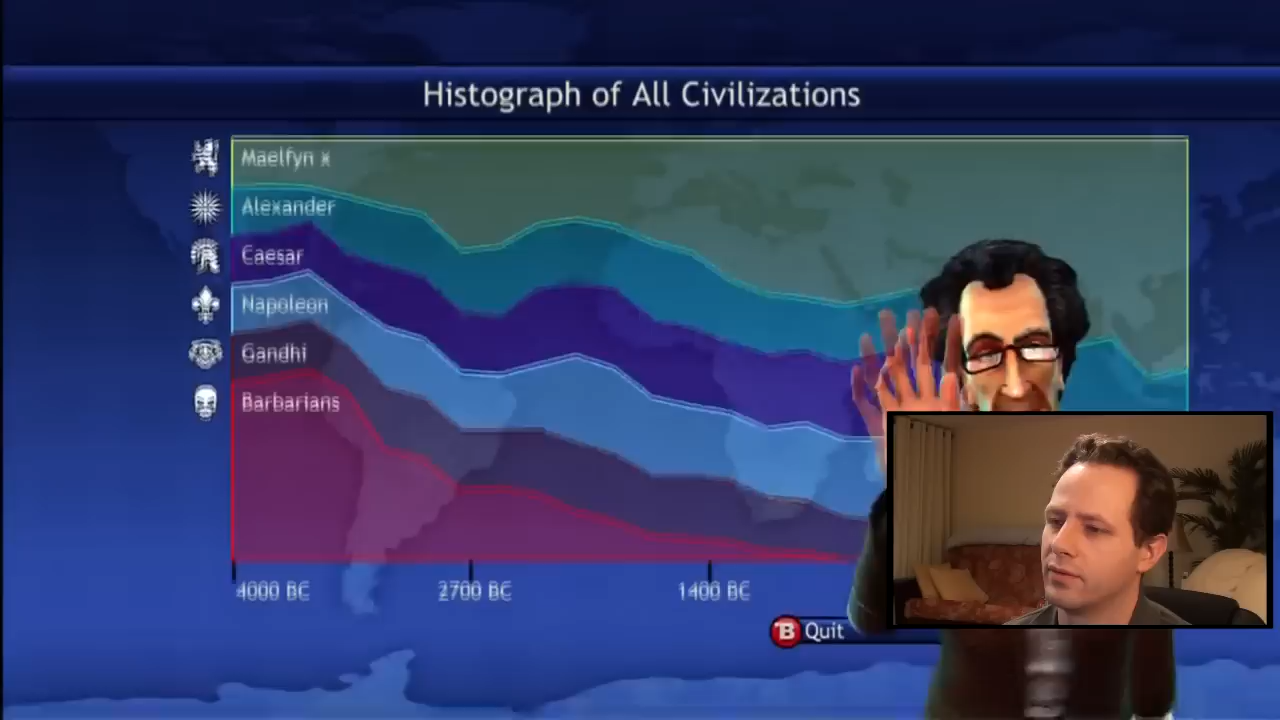 Histograph of All Civilizations
Maelfyn x
Alexander
Caesar
Napoleon
Gandhi
Barbarians
4000 BC
2700 BC
1400 BC
B Quit